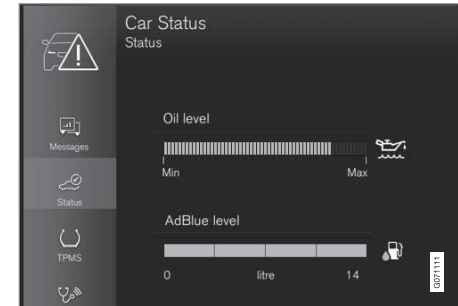 Car Status
Status
Messages
Status
TPMS
Oil level
Min Max
AdBlue level
0 litre 14
G071111